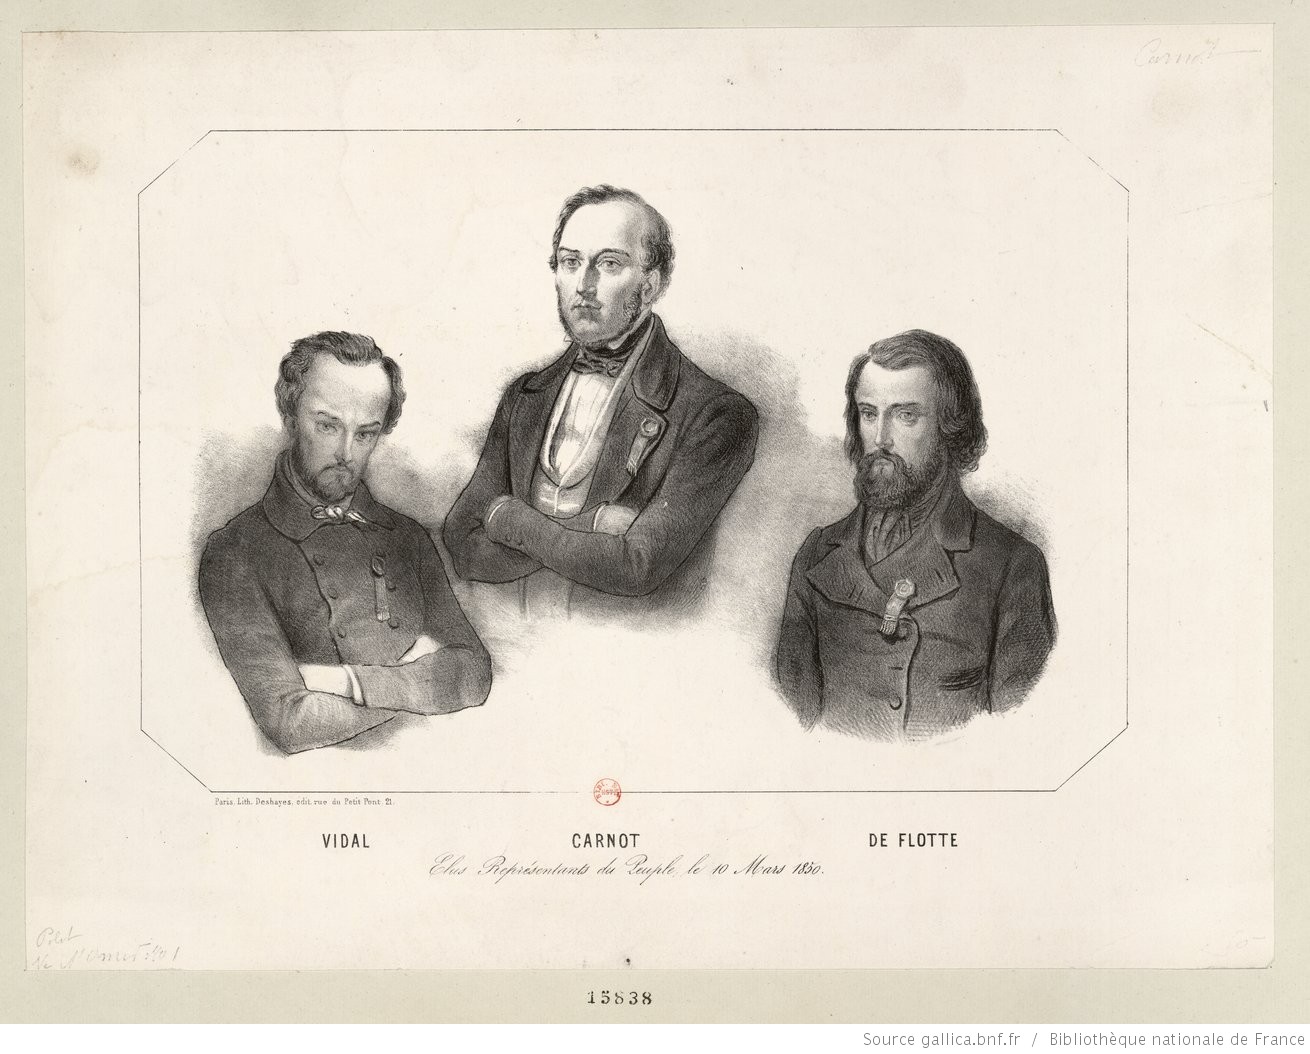 Carnot
Paris. Lith. Deshayes, edit. rue du Petit Pont. 21.
VIDAL CARNOT DE FLOTTE
Elus Représentants du Peuple, le 10 Mars 1850.
15838
Source gallica.bnf.fr / Bibliothèque nationale de France